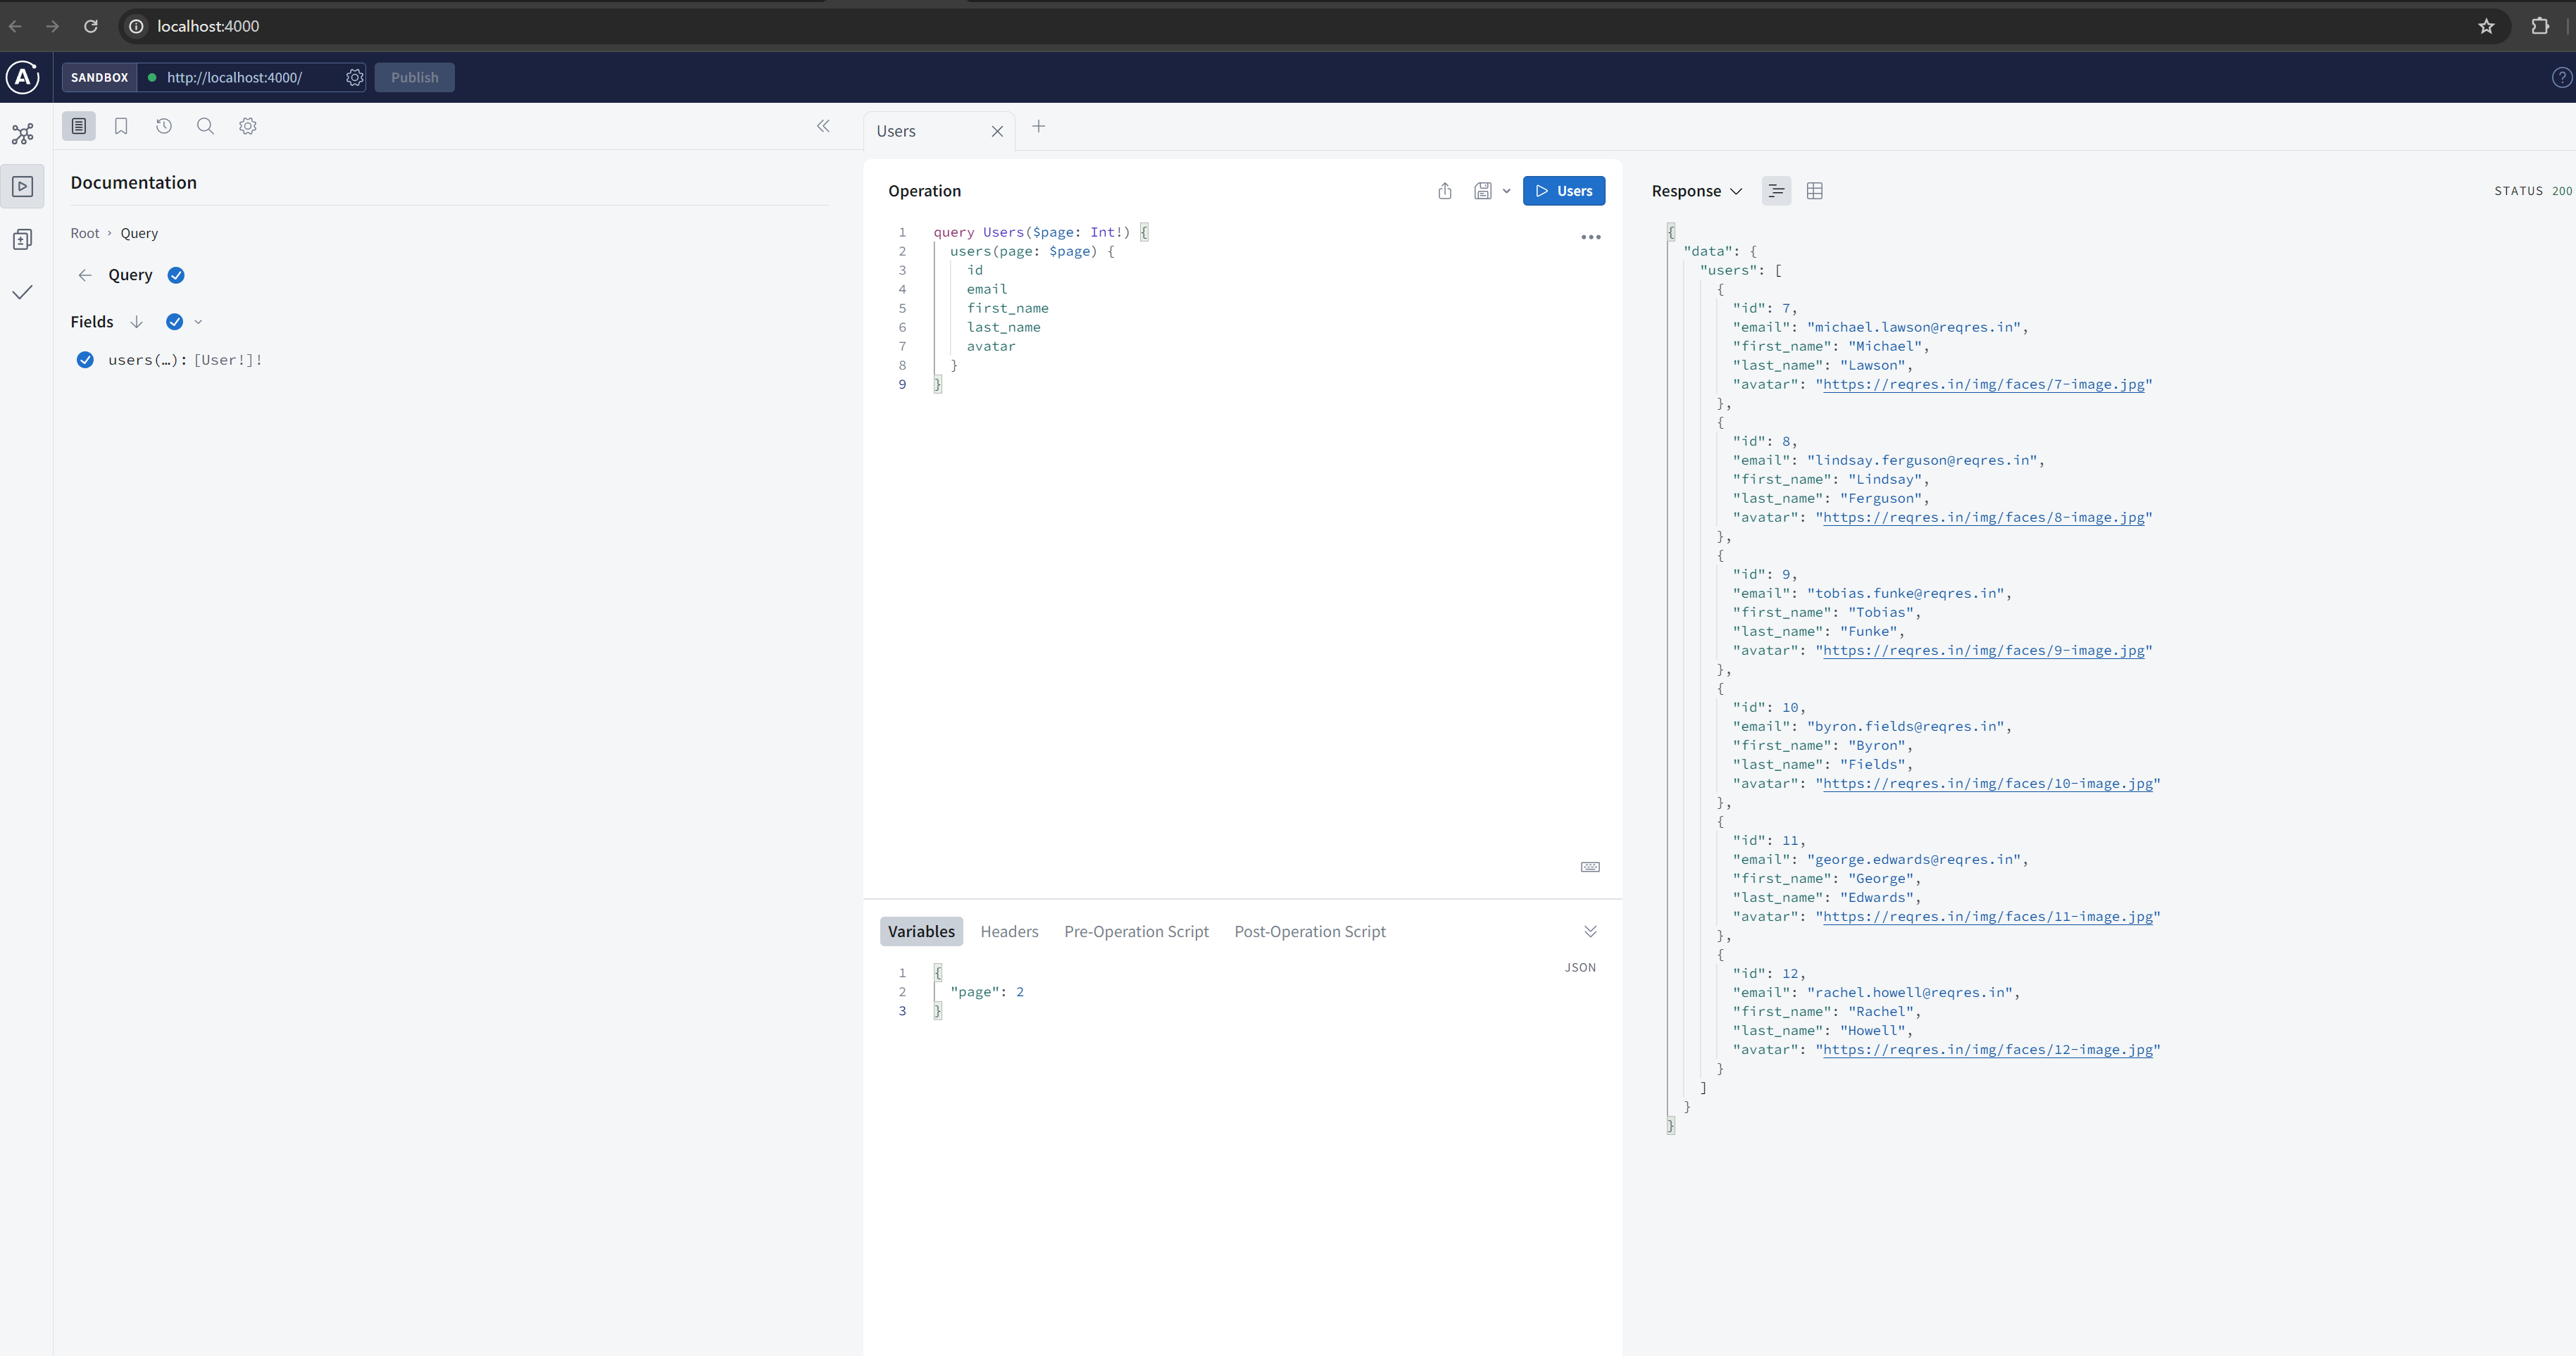 localhost:4000
SANDBOX
http://localhost:4000/
Publish
Documentation
Root › Query
Query
Fields
users(…): [User!]!
Users
Operation
Users
1 query Users($page: Int!) {
2 users(page: $page) {
3 id
4 email
5 first_name
6 last_name
7 avatar
8 }
9 }
Variables Headers Pre-Operation Script Post-Operation Script
JSON
1 {
2 "page": 2
3 }
Response
STATUS 200
{
"data": {
"users": [
{
"id": 7,
"email": "michael.lawson@reqres.in",
"first_name": "Michael",
"last_name": "Lawson",
"avatar": "https://reqres.in/img/faces/7-image.jpg"
},
{
"id": 8,
"email": "lindsay.ferguson@reqres.in",
"first_name": "Lindsay",
"last_name": "Ferguson",
"avatar": "https://reqres.in/img/faces/8-image.jpg"
},
{
"id": 9,
"email": "tobias.funke@reqres.in",
"first_name": "Tobias",
"last_name": "Funke",
"avatar": "https://reqres.in/img/faces/9-image.jpg"
},
{
"id": 10,
"email": "byron.fields@reqres.in",
"first_name": "Byron",
"last_name": "Fields",
"avatar": "https://reqres.in/img/faces/10-image.jpg"
},
{
"id": 11,
"email": "george.edwards@reqres.in",
"first_name": "George",
"last_name": "Edwards",
"avatar": "https://reqres.in/img/faces/11-image.jpg"
},
{
"id": 12,
"email": "rachel.howell@reqres.in",
"first_name": "Rachel",
"last_name": "Howell",
"avatar": "https://reqres.in/img/faces/12-image.jpg"
}
]
}
}